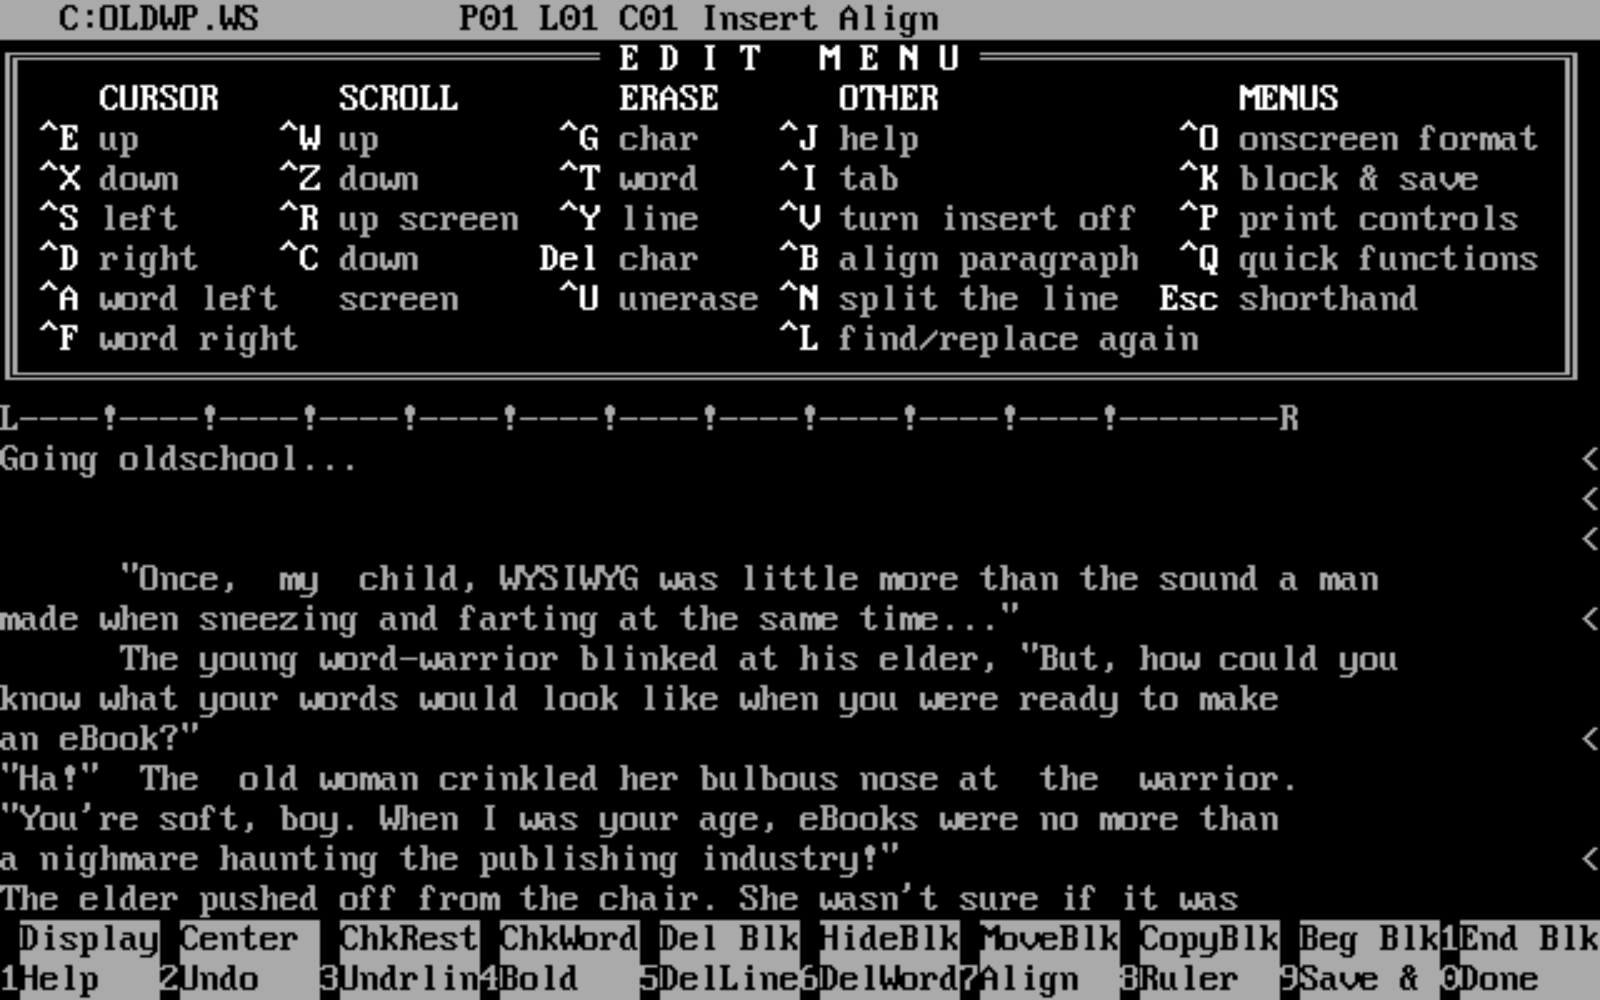 C:OLDWP.WS P01 L01 C01 Insert Align
E D I T M E N U
CURSOR SCROLL ERASE OTHER MENUS
^E up ^W up ^G char ^J help ^O onscreen format
^X down ^Z down ^T word ^I tab ^K block & save
^S left ^R up screen ^Y line ^V turn insert off ^P print controls
^D right ^C down Del char ^B align paragraph ^Q quick functions
^A word left screen ^U unerase ^N split the line Esc shorthand
^F word right ^L find/replace again
L----!----!----!----!----!----!----!----!----!----!----!--------R
Going oldschool... <
<
<
"Once, my child, WYSIWYG was little more than the sound a man
made when sneezing and farting at the same time..." <
The young word-warrior blinked at his elder, "But, how could you
know what your words would look like when you were ready to make
an eBook?" <
"Ha!" The old woman crinkled her bulbous nose at the warrior.
"You're soft, boy. When I was your age, eBooks were no more than
a nighmare haunting the publishing industry!" <
The elder pushed off from the chair. She wasn't sure if it was
Display Center ChkRest ChkWord Del Blk HideBlk MoveBlk CopyBlk Beg Blk1End Blk
1Help 2Undo 3Undrlin4Bold 5DelLine6DelWord7Align 8Ruler 9Save & 0Done